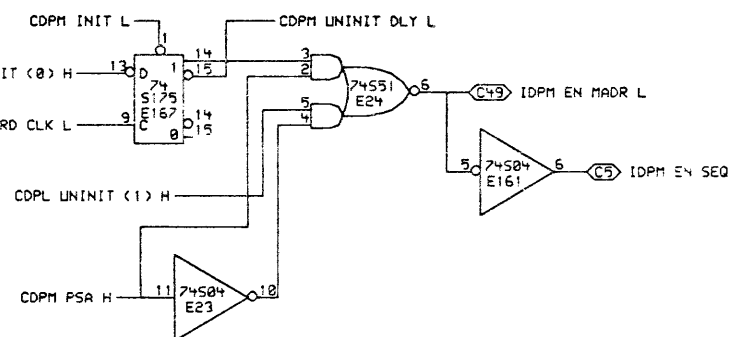 CDPM INIT L
CDPM UNINIT DLY L
1
14
15
3
2
IT (0) H
13
D
1
74
S175
E167
14
15
RD CLK L
9
C
0
74S51
E24
6
C49
IDPM EN MADR L
5
4
5
74S04
E161
6
C5
IDPM EN SEQ
CDPL UNINIT (1) H
CDPM PSA H
11
74S04
E23
10